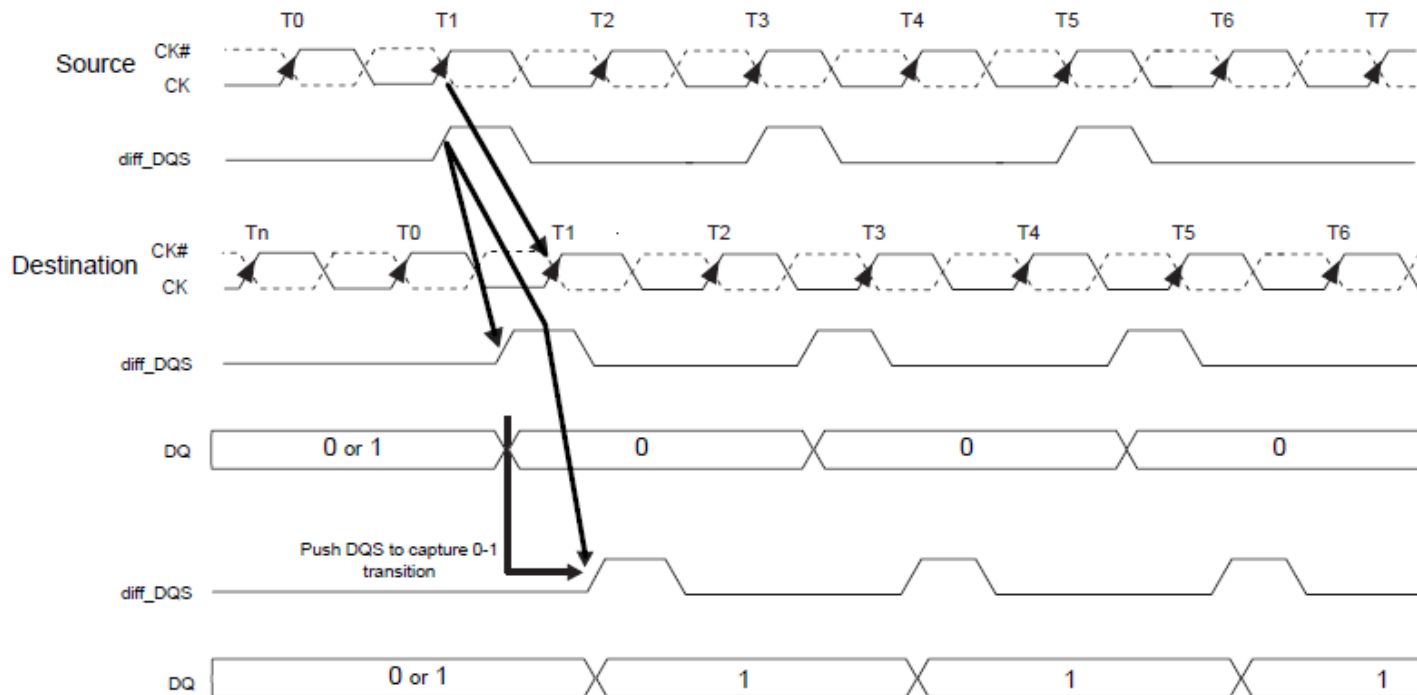 T0 T1 T2 T3 T4 T5 T6 T7
CK#
Source
CK
diff_DQS
Tn T0 T1 T2 T3 T4 T5 T6
CK#
Destination
CK
diff_DQS
DQ 0 or 1 0 0 0
Push DQS to capture 0-1
transition
diff_DQS
DQ 0 or 1 1 1 1